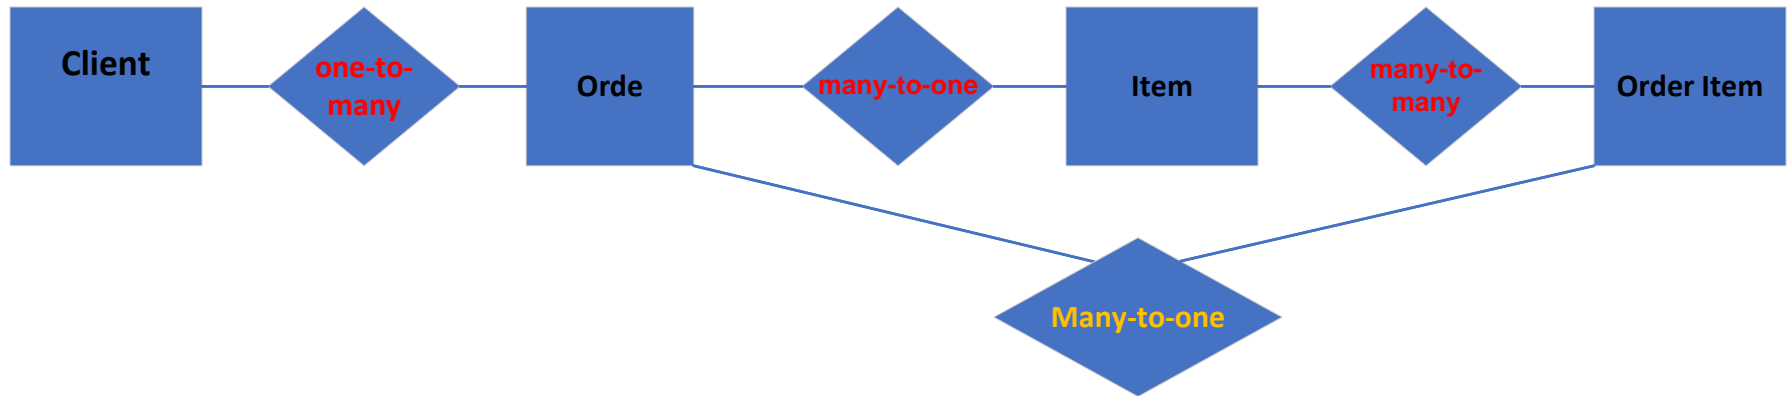 Client
one-to-
many
Orde
many-to-one
Item
many-to-
many
Order Item
Many-to-one